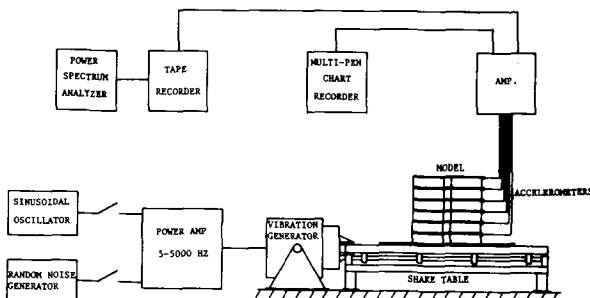 POWER
SPECTRUM
ANALYZER
TAPE
RECORDER
MULTI-PEN
CHART
RECORDER
AMP.
MODEL
ACCELEROMETERS
SINUSOIDAL
OSCILLATOR
POWER AMP
5-5000 HZ
VIBRATION
GENERATOR
RANDOM NOISE
GENERATOR
SHAKE TABLE